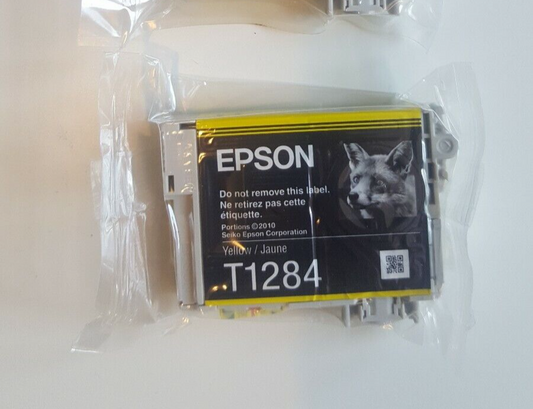 EPSON
Do not remove this label.
Ne retirez pas cette
étiquette.
Portions ©2010
Seiko Epson Corporation
Yellow / Jaune
T1284